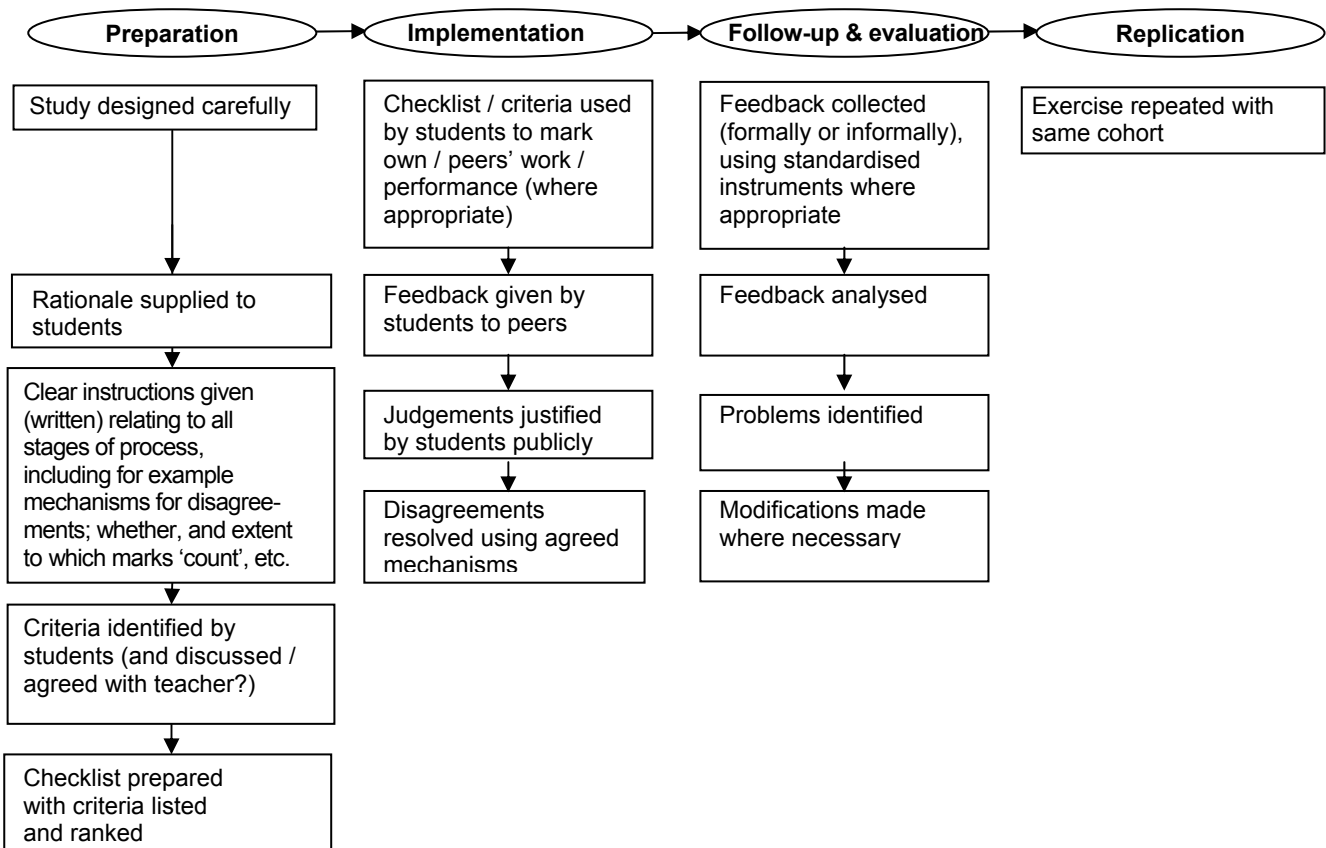 Preparation
Implementation
Follow-up & evaluation
Replication
Study designed carefully
Rationale supplied to
students
Clear instructions given
(written) relating to all
stages of process,
including for example
mechanisms for disagree-
ments; whether, and extent
to which marks ‘count’, etc.
Criteria identified by
students (and discussed /
agreed with teacher?)
Checklist prepared
with criteria listed
and ranked
Checklist / criteria used
by students to mark
own / peers’ work /
performance (where
appropriate)
Feedback given by
students to peers
Judgements justified
by students publicly
Disagreements
resolved using agreed
mechanisms
Feedback collected
(formally or informally),
using standardised
instruments where
appropriate
Feedback analysed
Problems identified
Modifications made
where necessary
Exercise repeated with
same cohort